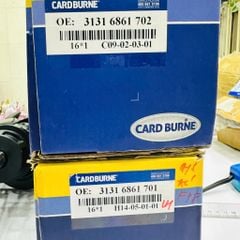 CARDBURNE
OE: 3131 6861 702
16*1 C09-02-03-01
CARD BURNE
CARDBURNE
OE: 3131 6861 701
16*1 H14-05-01-01